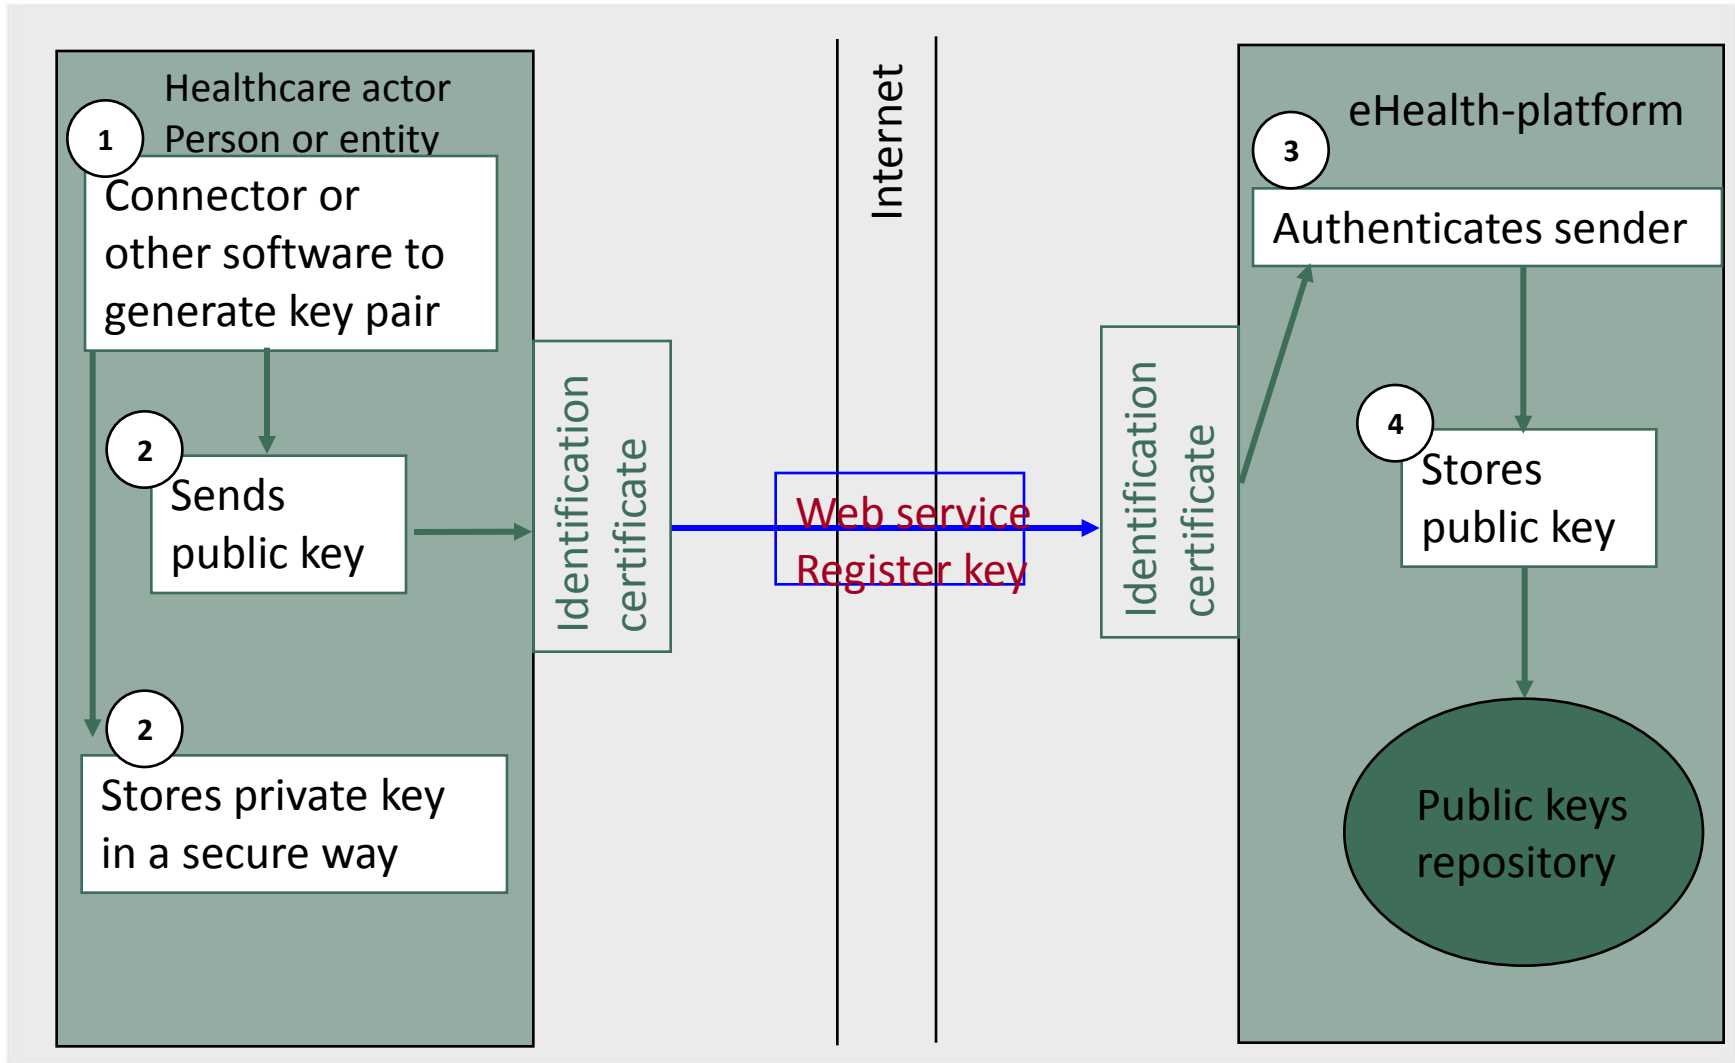 Healthcare actor
Person or entity
1
Connector or
other software to
generate key pair
2
Sends
public key
2
Stores private key
in a secure way
Identification
certificate
Internet
Web service
Register key
Identification
certificate
eHealth-platform
3
Authenticates sender
4
Stores
public key
Public keys
repository